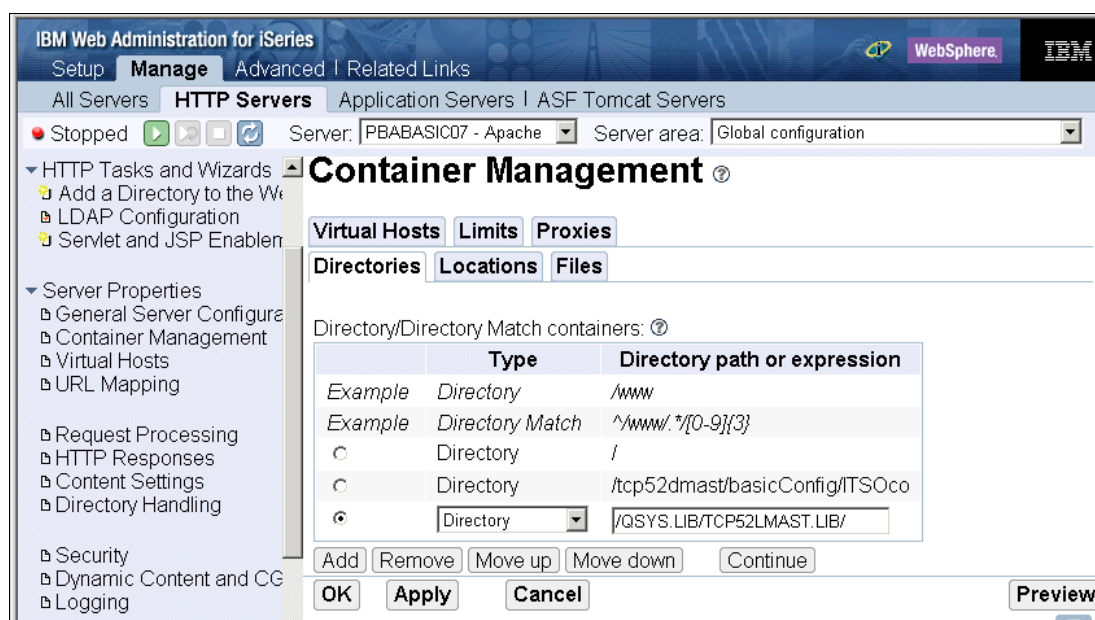 IBM Web Administration for iSeries
WebSphere.
IBM
Setup Manage Advanced | Related Links
All Servers HTTP Servers Application Servers | ASF Tomcat Servers
Stopped Server: PBABASIC07 - Apache Server area: Global configuration
HTTP Tasks and Wizards
Add a Directory to the We
LDAP Configuration
Servlet and JSP Enablem
Server Properties
General Server Configura
Container Management
Virtual Hosts
URL Mapping
Request Processing
HTTP Responses
Content Settings
Directory Handling
Security
Dynamic Content and CG
Logging
Container Management ?
Virtual Hosts Limits Proxies
Directories Locations Files
Directory/Directory Match containers: ?
Type Directory path or expression
Example Directory /www
Example Directory Match ^/www/.*/[0-9]{3}
Directory /
Directory /tcp52dmast/basicConfig/ITSOco
Directory /QSYS.LIB/TCP52LMAST.LIB/
Add Remove Move up Move down Continue
OK Apply Cancel Preview